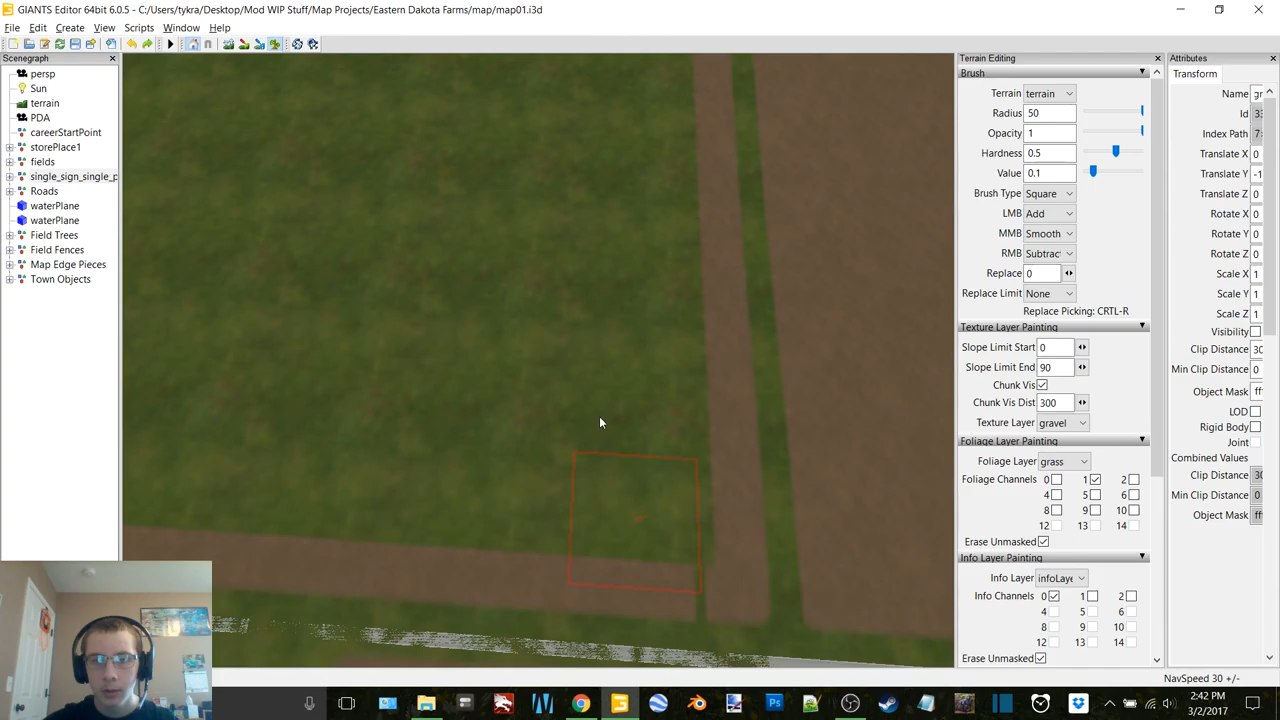 GIANTS Editor 64bit 6.0.5 - C:/Users/tykra/Desktop/Mod WIP Stuff/Map Projects/Eastern Dakota Farms/map/map01.i3d
File Edit Create View Scripts Window Help
Scenegraph
persp
Sun
terrain
PDA
careerStartPoint
storePlace1
fields
single_sign_single_p
Roads
waterPlane
waterPlane
Field Trees
Field Fences
Map Edge Pieces
Town Objects
Terrain Editing
Brush
Terrain terrain
Radius 50
Opacity 1
Hardness 0.5
Value 0.1
Brush Type Square
LMB Add
MMB Smooth
RMB Subtrac
Replace 0
Replace Limit None
Replace Picking: CRTL-R
Texture Layer Painting
Slope Limit Start 0
Slope Limit End 90
Chunk Vis
Chunk Vis Dist 300
Texture Layer gravel
Foliage Layer Painting
Foliage Layer grass
Foliage Channels 0 1 2
4 5 6
8 9 10
12 13 14
Erase Unmasked
Info Layer Painting
Info Layer infoLaye
Info Channels 0 1 2
4 5 6
8 9 10
12 13 14
Erase Unmasked
Attributes
Transform
Name gr
Id 3
Index Path 7
Translate X 0
Translate Y -1
Translate Z 0
Rotate X 0
Rotate Y 0
Rotate Z 0
Scale X 1
Scale Y 1
Scale Z 1
Visibility
Clip Distance 30
Min Clip Distance 0
Object Mask ff
LOD
Rigid Body
Joint
Combined Values
Clip Distance 30
Min Clip Distance 0
Object Mask ff
NavSpeed 30 +/-
2:42 PM
3/2/2017